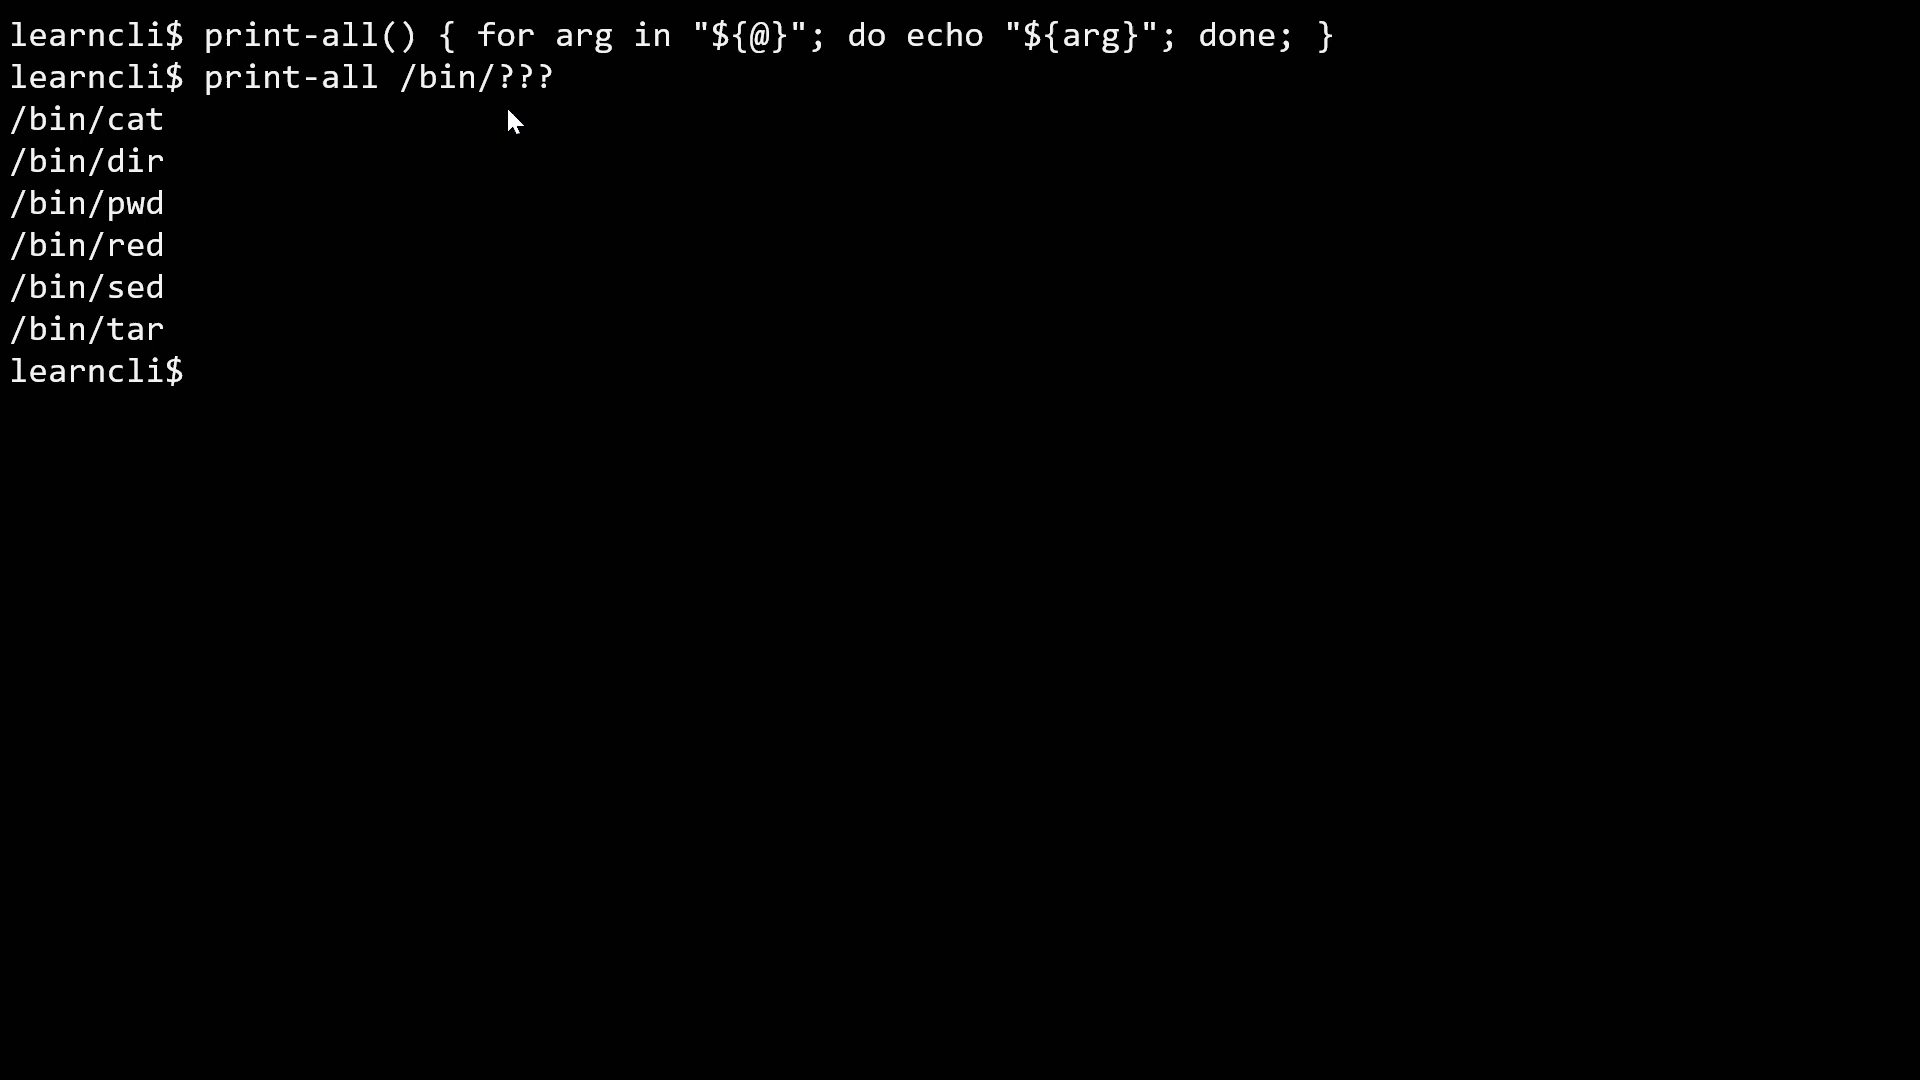 learncli$ print-all() { for arg in "${@}"; do echo "${arg}"; done; }
learncli$ print-all /bin/???
/bin/cat
/bin/dir
/bin/pwd
/bin/red
/bin/sed
/bin/tar
learncli$